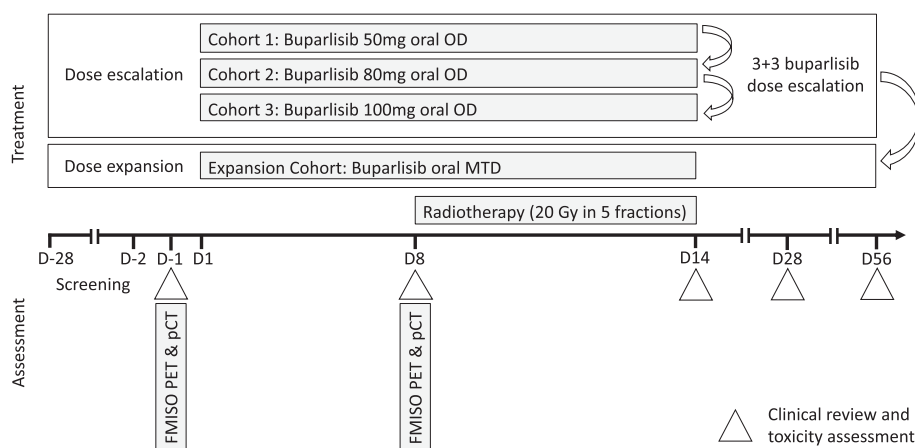 Treatment
Dose escalation
Cohort 1: Buparlisib 50mg oral OD
Cohort 2: Buparlisib 80mg oral OD
Cohort 3: Buparlisib 100mg oral OD
3+3 buparlisib
dose escalation
Dose expansion
Expansion Cohort: Buparlisib oral MTD
Radiotherapy (20 Gy in 5 fractions)
D-28
D-2
D-1
D1
D8
D14
D28
D56
Screening
Assessment
FMISO PET & pCT
FMISO PET & pCT
Clinical review and
toxicity assessment